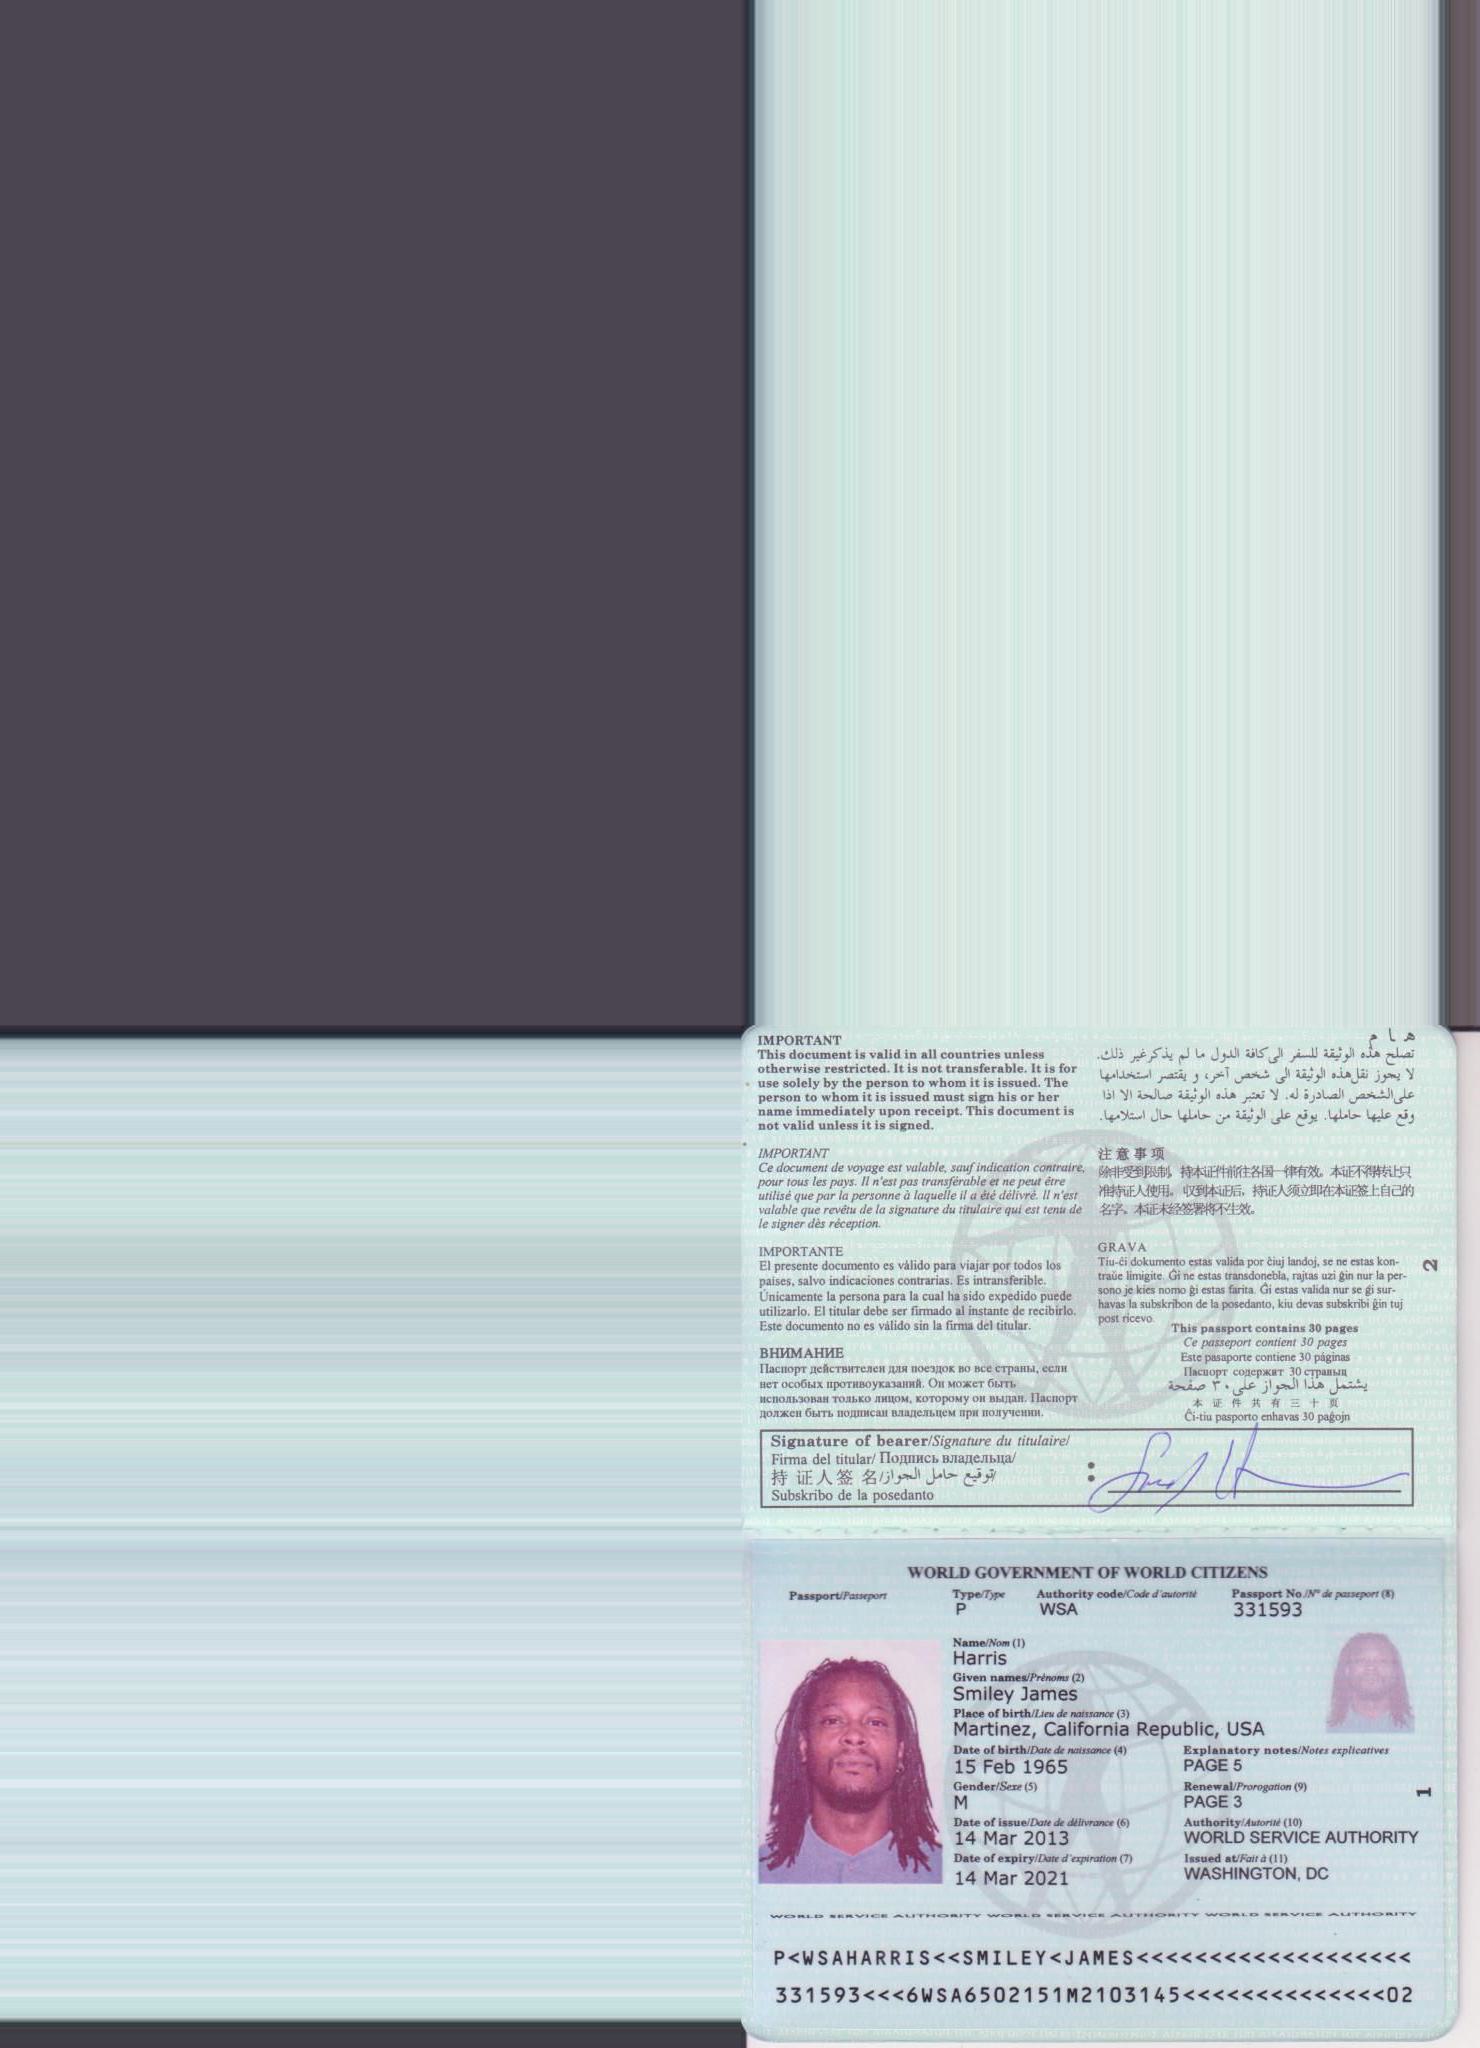 IMPORTANT
This document is valid in all countries unless
otherwise restricted. It is not transferable. It is for
use solely by the person to whom it is issued. The
person to whom it is issued must sign his or her
name immediately upon receipt. This document is
not valid unless it is signed.
IMPORTANT
Ce document de voyage est valable, sauf indication contraire,
pour tous les pays. Il n'est pas transférable et ne peut être
utilisé que par la personne à laquelle il a été délivré. Il n'est
valable que revêtu de la signature du titulaire qui est tenu de
le signer dès réception.
IMPORTANTE
El presente documento es válido para viajar por todos los
paises, salvo indicaciones contrarias. Es intransferible.
Únicamente la persona para la cual ha sido expedido puede
utilizarlo. El titular debe ser firmado al instante de recibirlo.
Este documento no es válido sin la firma del titular.
ВНИМАНИЕ
Паспорт действителен для поездок во все страны, если
нет особых противоуказаний. Он может быть
использован только лицом, которому он выдан. Паспорт
должен быть подписан владельцем при получении.
هـا م
تصلح هذه الوثيقة للسفر الى كافة الدول ما لم يذكر غير ذلك.
لا يجوز نقل هذه الوثيقة الى شخص آخر، و يقتصر استخدامها
على الشخص الصادرة له. لا تعتبر هذه الوثيقة صالحة الا اذا
وقع عليها حاملها. يوقع على الوثيقة من حاملها حال استلامها.
注意事项
除非受到限制，持本证件前往各国一律有效。本证不得转让只
准持证人使用。收到本证后，持证人须立即在本证签上自己的
名字。本证未经签署将不生效。
GRAVA
Tiu-ĉi dokumento estas valida por ĉiuj landoj, se ne estas kon-
traŭe limigite. Ĝi ne estas transdonebla, rajtas uzi ĝin nur la per-
sono je kies nomo ĝi estas farita. Ĝi estas valida nur se ĝi sur-
havas la subskribon de la posedanto, kiu devas subskribi ĝin tuj
post ricevo.
This passport contains 30 pages
Ce passeport contient 30 pages
Este pasaporte contiene 30 páginas
Паспорт содержит 30 страниц
يشتمل هذا الجواز على ٣٠ صفحة
本证件共有三十页
Ĉi-tiu pasporto enhavas 30 paĝojn
2
Signature of bearer/Signature du titulaire/
Firma del titular/ Подпись владельца/
持证人签名/توقيع حامل الجواز/
Subskribo de la posedanto
:
WORLD GOVERNMENT OF WORLD CITIZENS
Passport/Passeport Type/Type Authority code/Code d'autorité Passport No./N° de passeport (8)
P WSA 331593
Name/Nom (1)
Harris
Given names/Prénoms (2)
Smiley James
Place of birth/Lieu de naissance (3)
Martinez, California Republic, USA
Date of birth/Date de naissance (4) Explanatory notes/Notes explicatives
15 Feb 1965 PAGE 5
Gender/Sexe (5) Renewal/Prorogation (9)
M PAGE 3
Date of issue/Date de délivrance (6) Authority/Autorité (10)
14 Mar 2013 WORLD SERVICE AUTHORITY
Date of expiry/Date d'expiration (7) Issued at/Fait à (11)
14 Mar 2021 WASHINGTON, DC
1
WORLD SERVICE AUTHORITY WORLD SERVICE AUTHORITY WORLD SERVICE AUTHORITY
P<WSAHARRIS<<SMILEY<JAMES<<<<<<<<<<<<<<<<<<<
331593<<<6WSA6502151M2103145<<<<<<<<<<<<<<02